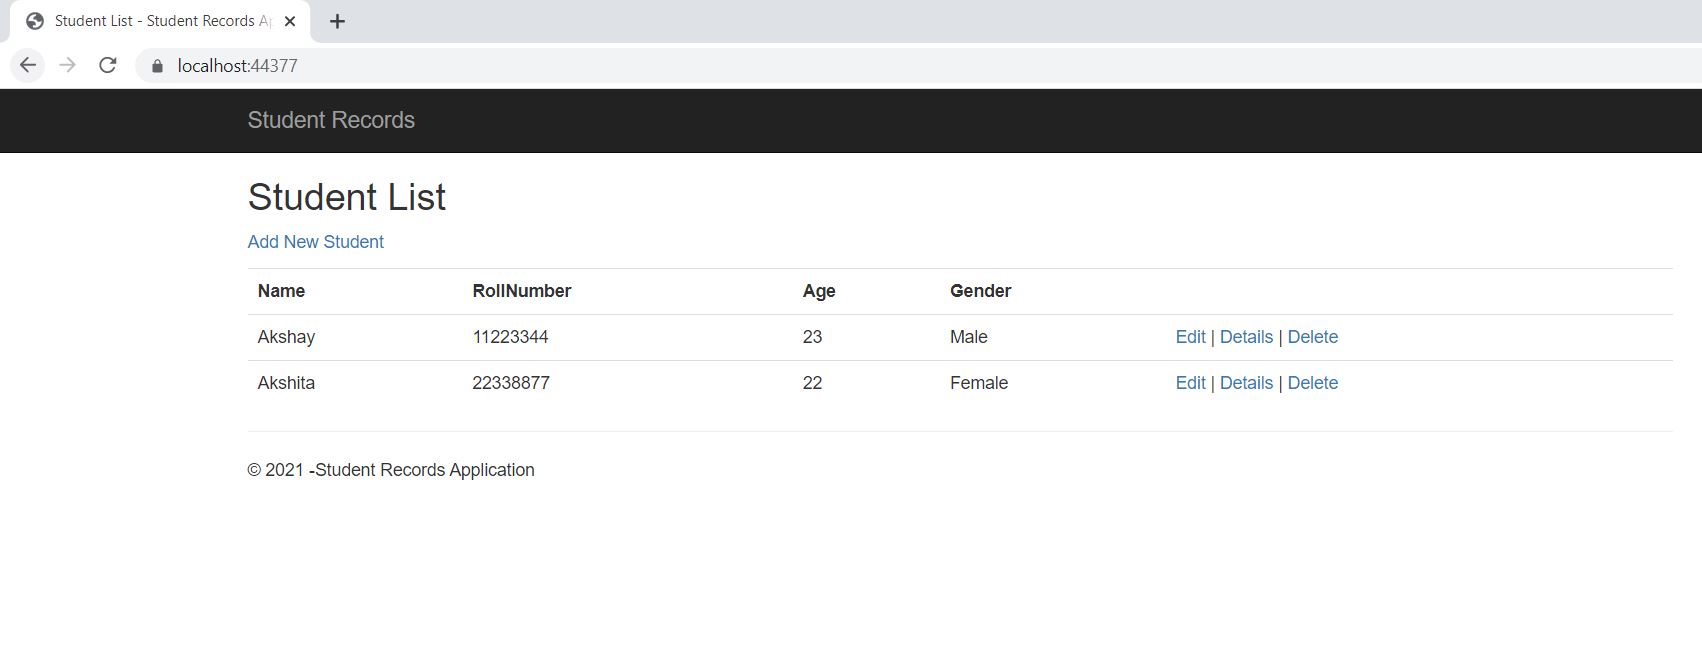 Student List - Student Records Ap
localhost:44377
Student Records
Student List
Add New Student
Name RollNumber Age Gender
Akshay 11223344 23 Male Edit | Details | Delete
Akshita 22338877 22 Female Edit | Details | Delete
© 2021 -Student Records Application